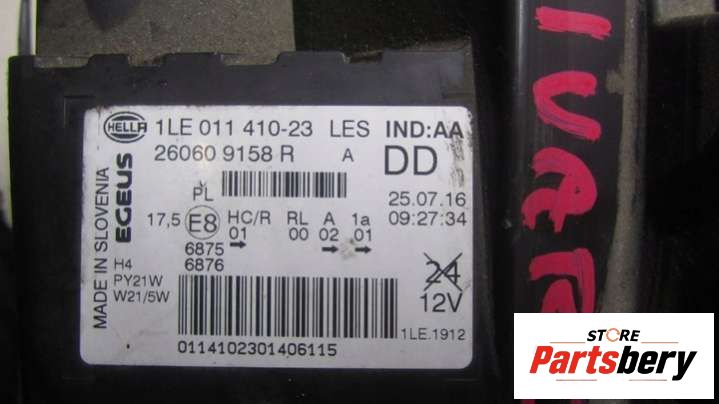 HELLA 1LE 011 410-23 LES IND:AA
26060 9158 R A DD
PL 25.07.16
17,5 E8 HC/R RL A 1a 09:27:34
01 00 02 01
6875
6876
H4
PY21W
W21/5W
24
12V
1LE.1912
0114102301406115
MADE IN SLOVENIA
EGEUS
STORE
Partsbery